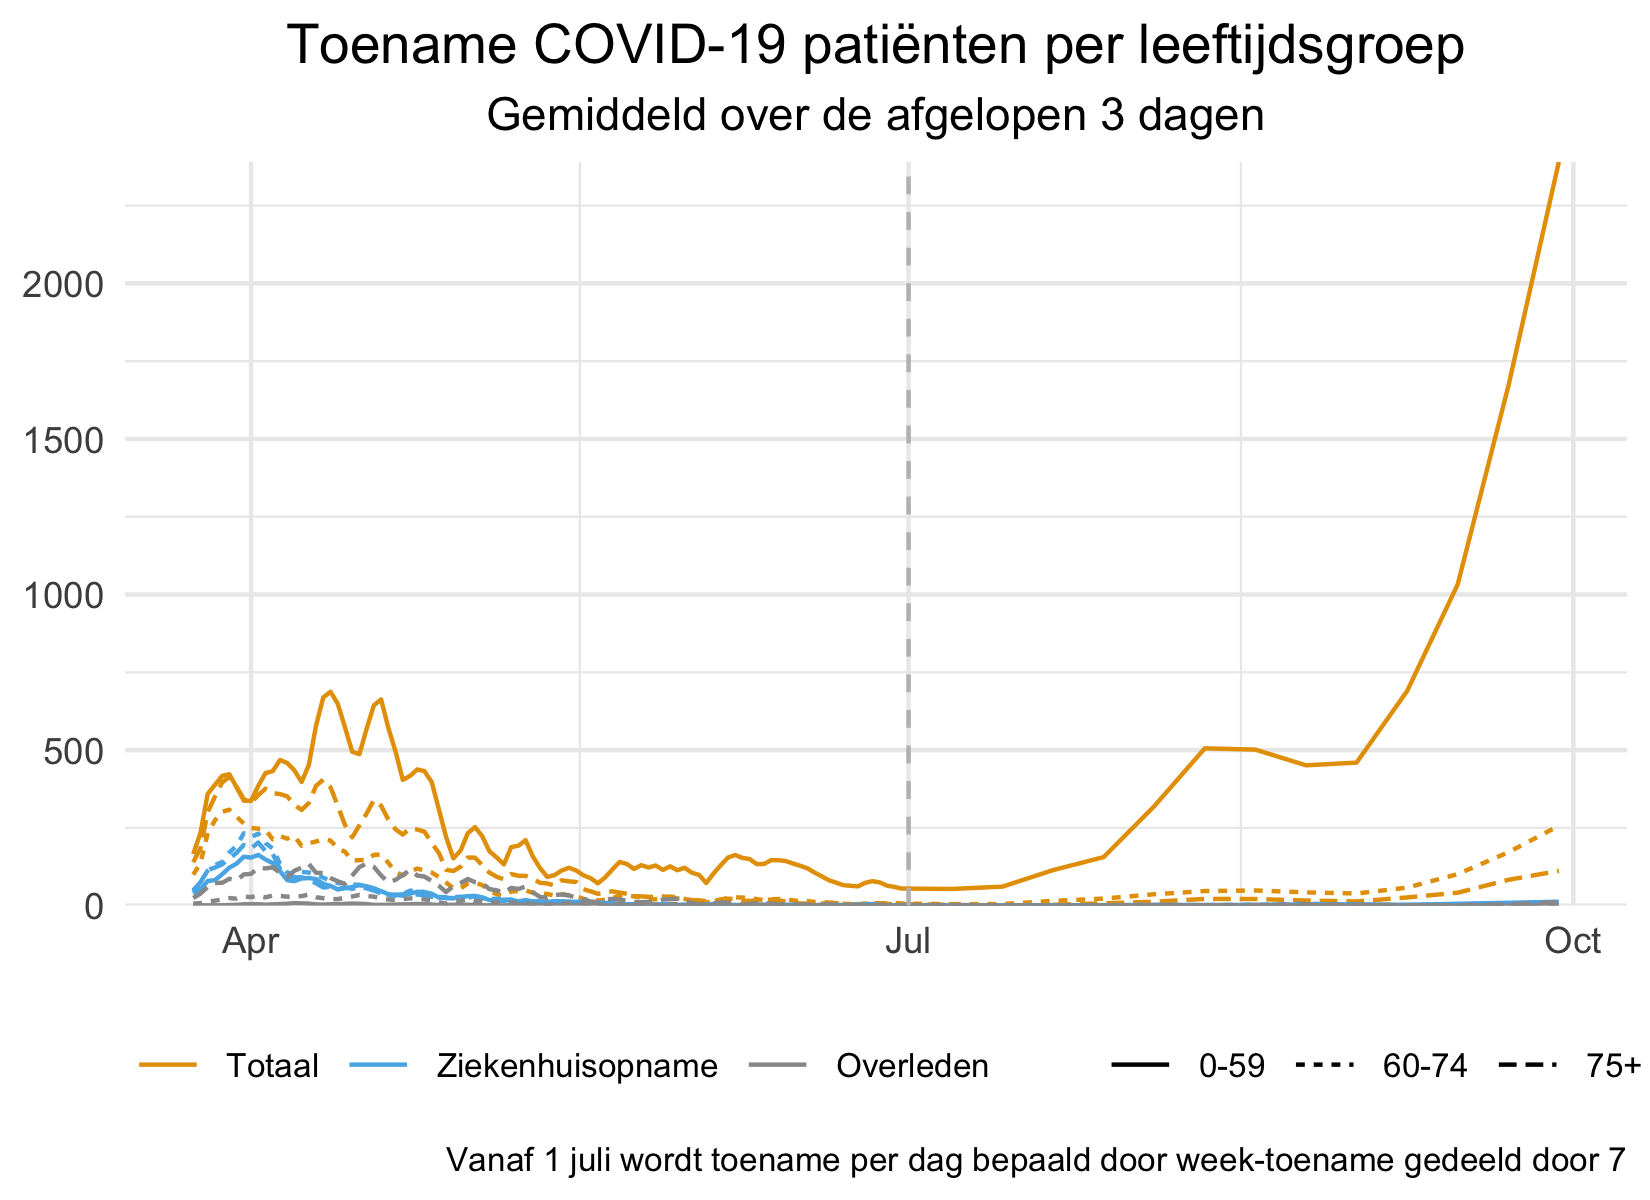 Toename COVID-19 patiënten per leeftijdsgroep
Gemiddeld over de afgelopen 3 dagen
2000
1500
1000
500
0
Apr Jul Oct
Totaal Ziekenhuisopname Overleden 0-59 60-74 75+
Vanaf 1 juli wordt toename per dag bepaald door week-toename gedeeld door 7